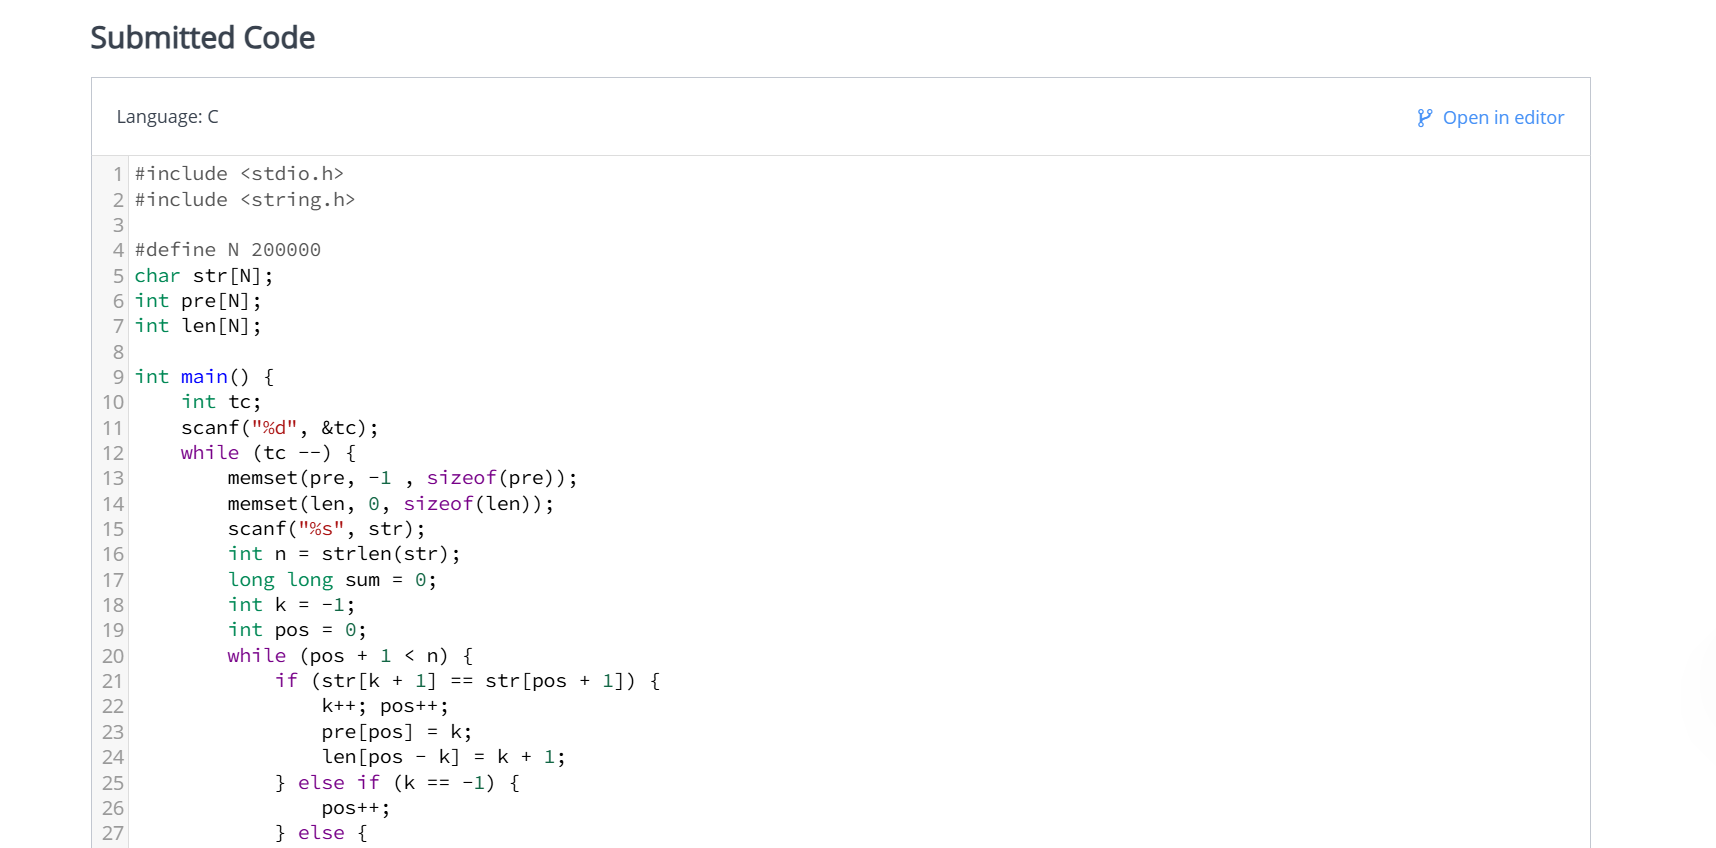 Submitted Code
Language: C
Open in editor
1 #include <stdio.h>
2 #include <string.h>
3
4 #define N 200000
5 char str[N];
6 int pre[N];
7 int len[N];
8
9 int main() {
10     int tc;
11     scanf("%d", &tc);
12     while (tc --) {
13         memset(pre, -1 , sizeof(pre));
14         memset(len, 0, sizeof(len));
15         scanf("%s", str);
16         int n = strlen(str);
17         long long sum = 0;
18         int k = -1;
19         int pos = 0;
20         while (pos + 1 < n) {
21             if (str[k + 1] == str[pos + 1]) {
22                 k++; pos++;
23                 pre[pos] = k;
24                 len[pos - k] = k + 1;
25             } else if (k == -1) {
26                 pos++;
27             } else {